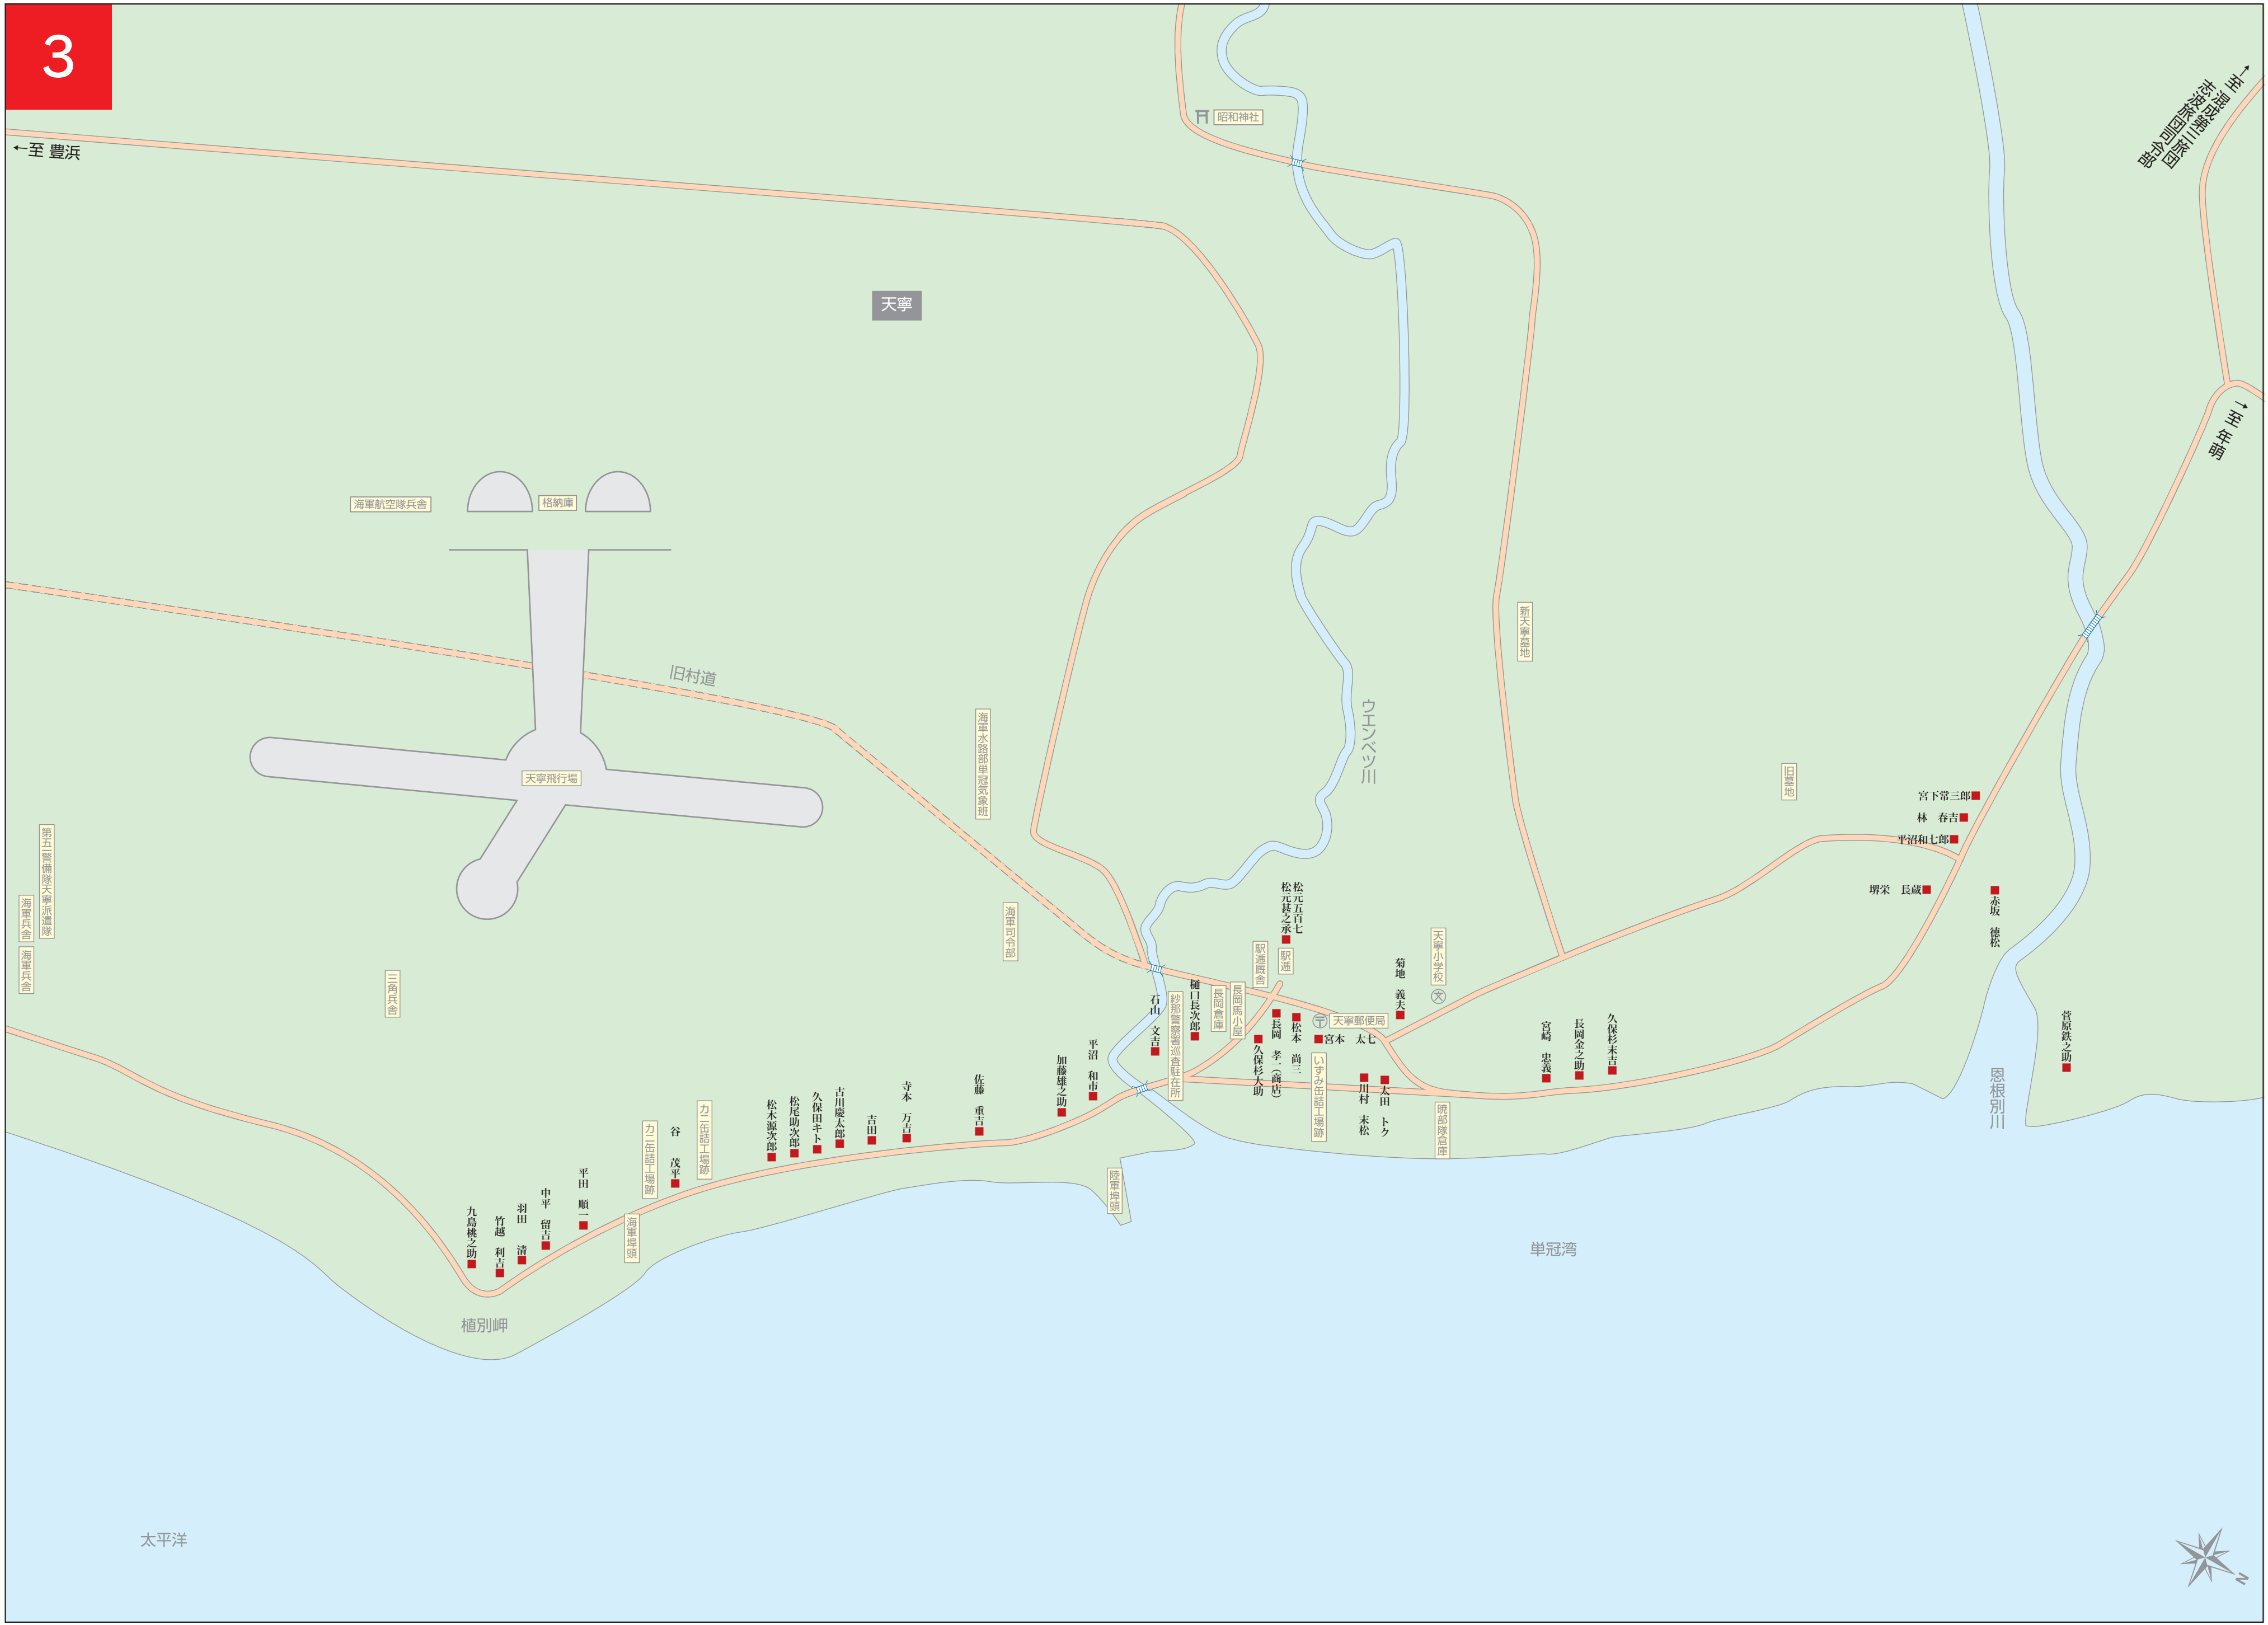 3
←至 豊浜
昭和神社
→至 混成第三旅団
志波旅団司令部
天寧
→至 年萌
海軍航空隊兵舎
格納庫
旧村道
新天寧墓地
ウエンベツ川
海軍水路部単冠気象班
天寧飛行場
旧墓地
宮下常三郎
林 春吉
平沼和七郎
堺栄 長蔵
赤坂 徳松
第五一警備隊天寧派遣隊
海軍兵舎
海軍兵舎
三角兵舎
海軍司令部
松元五百七
松元甚之承
駅逓厩舎
駅逓
天寧小学校
文
菊地 義夫
長岡馬小屋
長岡倉庫
樋口長次郎
紗那警察署巡査駐在所
石山 文吉
〒
天寧郵便局
宮本 太七
松本 尚三
長岡 孝一(商店)
久保杉大助
いずみ缶詰工場跡
川村 末松
太田 トク
暁部隊倉庫
宮崎 忠義
長岡金之助
久保杉末吉
菅原鉄之助
恩根別川
平沼 和市
加藤雄之助
佐藤 重吉
寺本 万吉
吉田
古川慶太郎
久保田キト
松尾助次郎
松木源次郎
カニ缶詰工場跡
谷 茂平
カニ缶詰工場跡
海軍埠頭
陸軍埠頭
平田 順一
中平 留吉
羽田 清
竹越 利吉
九島桃之助
単冠湾
植別岬
太平洋
N